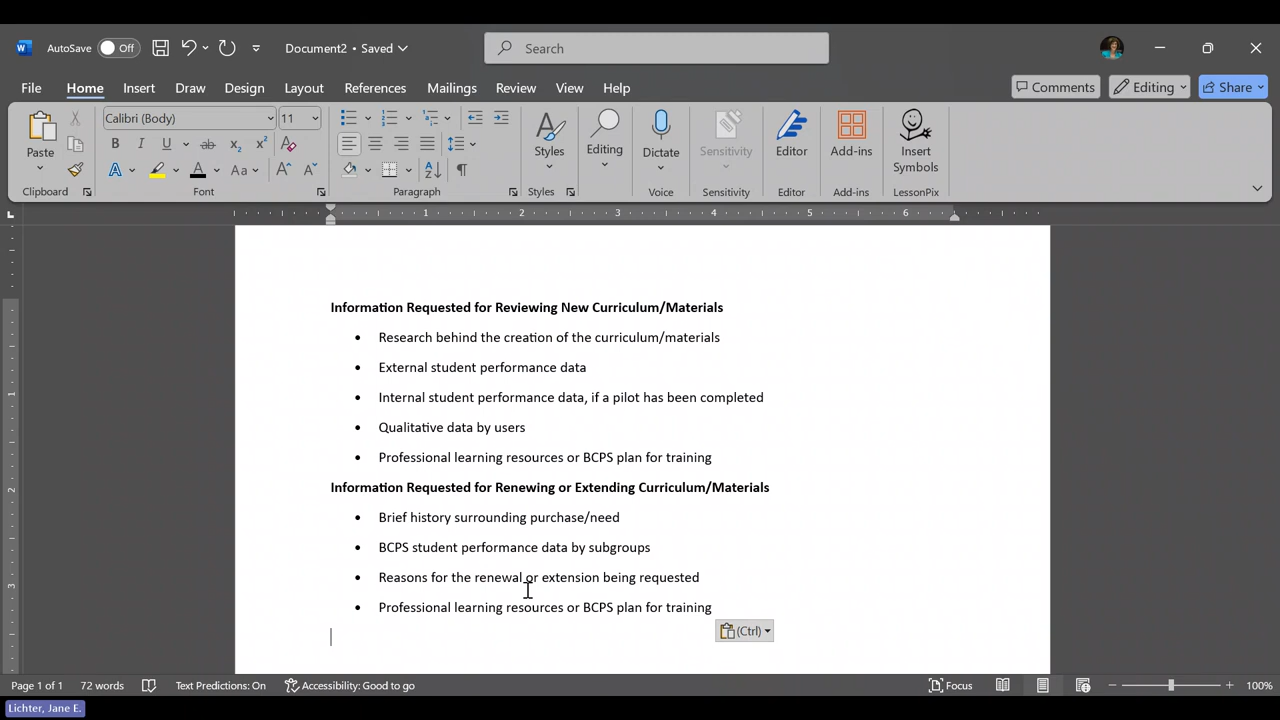 AutoSave Off Document2 • Saved Search
File Home Insert Draw Design Layout References Mailings Review View Help Comments Editing Share
Calibri (Body) 11
Paste Styles Editing Dictate Sensitivity Editor Add-ins Insert Symbols
Clipboard Font Paragraph Styles Voice Sensitivity Editor Add-ins LessonPix
1 2 3 4 5 6
Information Requested for Reviewing New Curriculum/Materials
• Research behind the creation of the curriculum/materials
• External student performance data
• Internal student performance data, if a pilot has been completed
• Qualitative data by users
• Professional learning resources or BCPS plan for training
Information Requested for Renewing or Extending Curriculum/Materials
• Brief history surrounding purchase/need
• BCPS student performance data by subgroups
• Reasons for the renewal or extension being requested
• Professional learning resources or BCPS plan for training
(Ctrl)
Page 1 of 1 72 words Text Predictions: On Accessibility: Good to go Focus 100%
Lichter, Jane E.